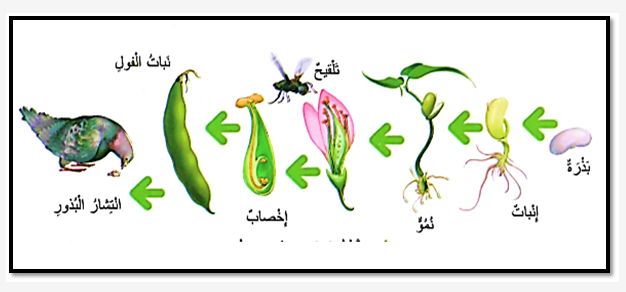 بَذْرَةٌ
إِنْباتٌ
نُمُوٌّ
تَلْقيحٌ
إِخْصابٌ
نَباتُ الْفولِ
انْتِشارُ الْبُذورِ